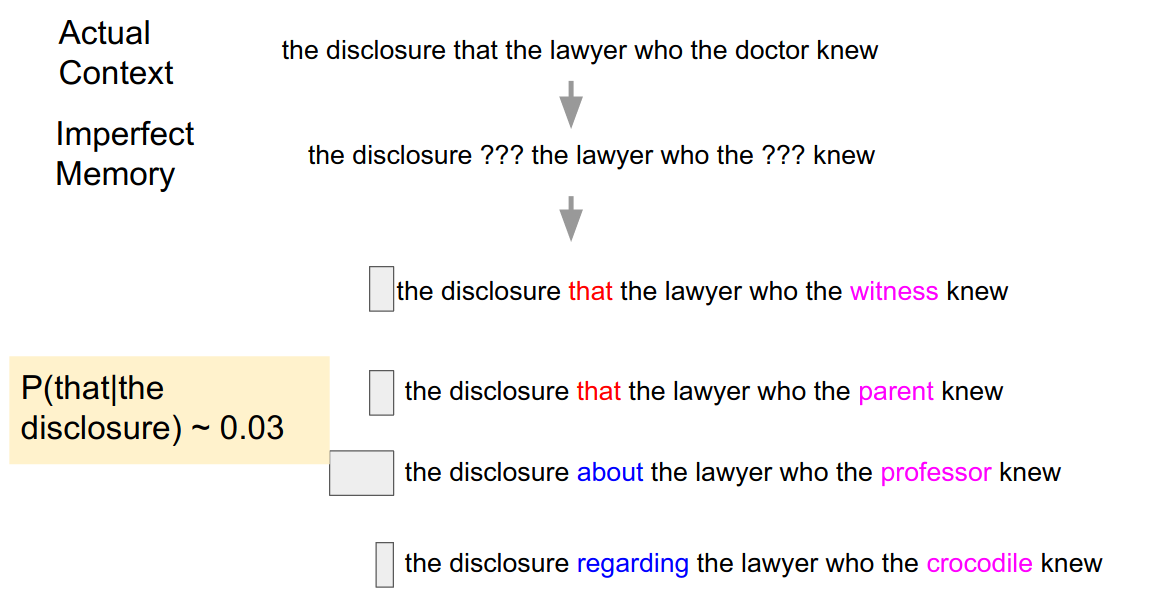 Actual
Context
the disclosure that the lawyer who the doctor knew
Imperfect
Memory
the disclosure ??? the lawyer who the ??? knew
the disclosure that the lawyer who the witness knew
P(that|the
disclosure) ~ 0.03
the disclosure that the lawyer who the parent knew
the disclosure about the lawyer who the professor knew
the disclosure regarding the lawyer who the crocodile knew